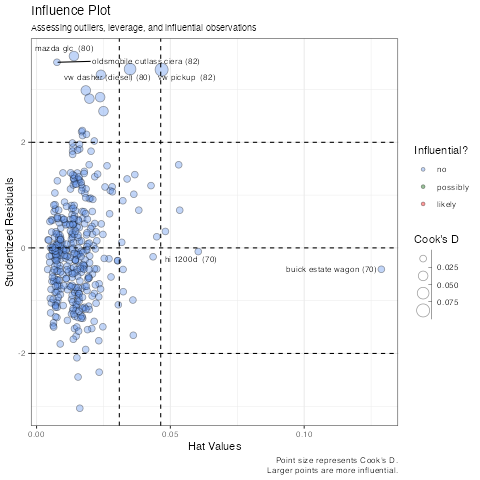 Influence Plot
Assessing outliers, leverage, and influential observations
mazda glc (80)
oldsmobile cutlass ciera (82)
vw dasher (diesel) (80)
vw pickup (82)
hi 1200d (70)
buick estate wagon (70)
2
0
-2
Studentized Residuals
0.00
0.05
0.10
Hat Values
Influential?
no
possibly
likely
Cook's D
0.025
0.050
0.075
Point size represents Cook's D.
Larger points are more influential.